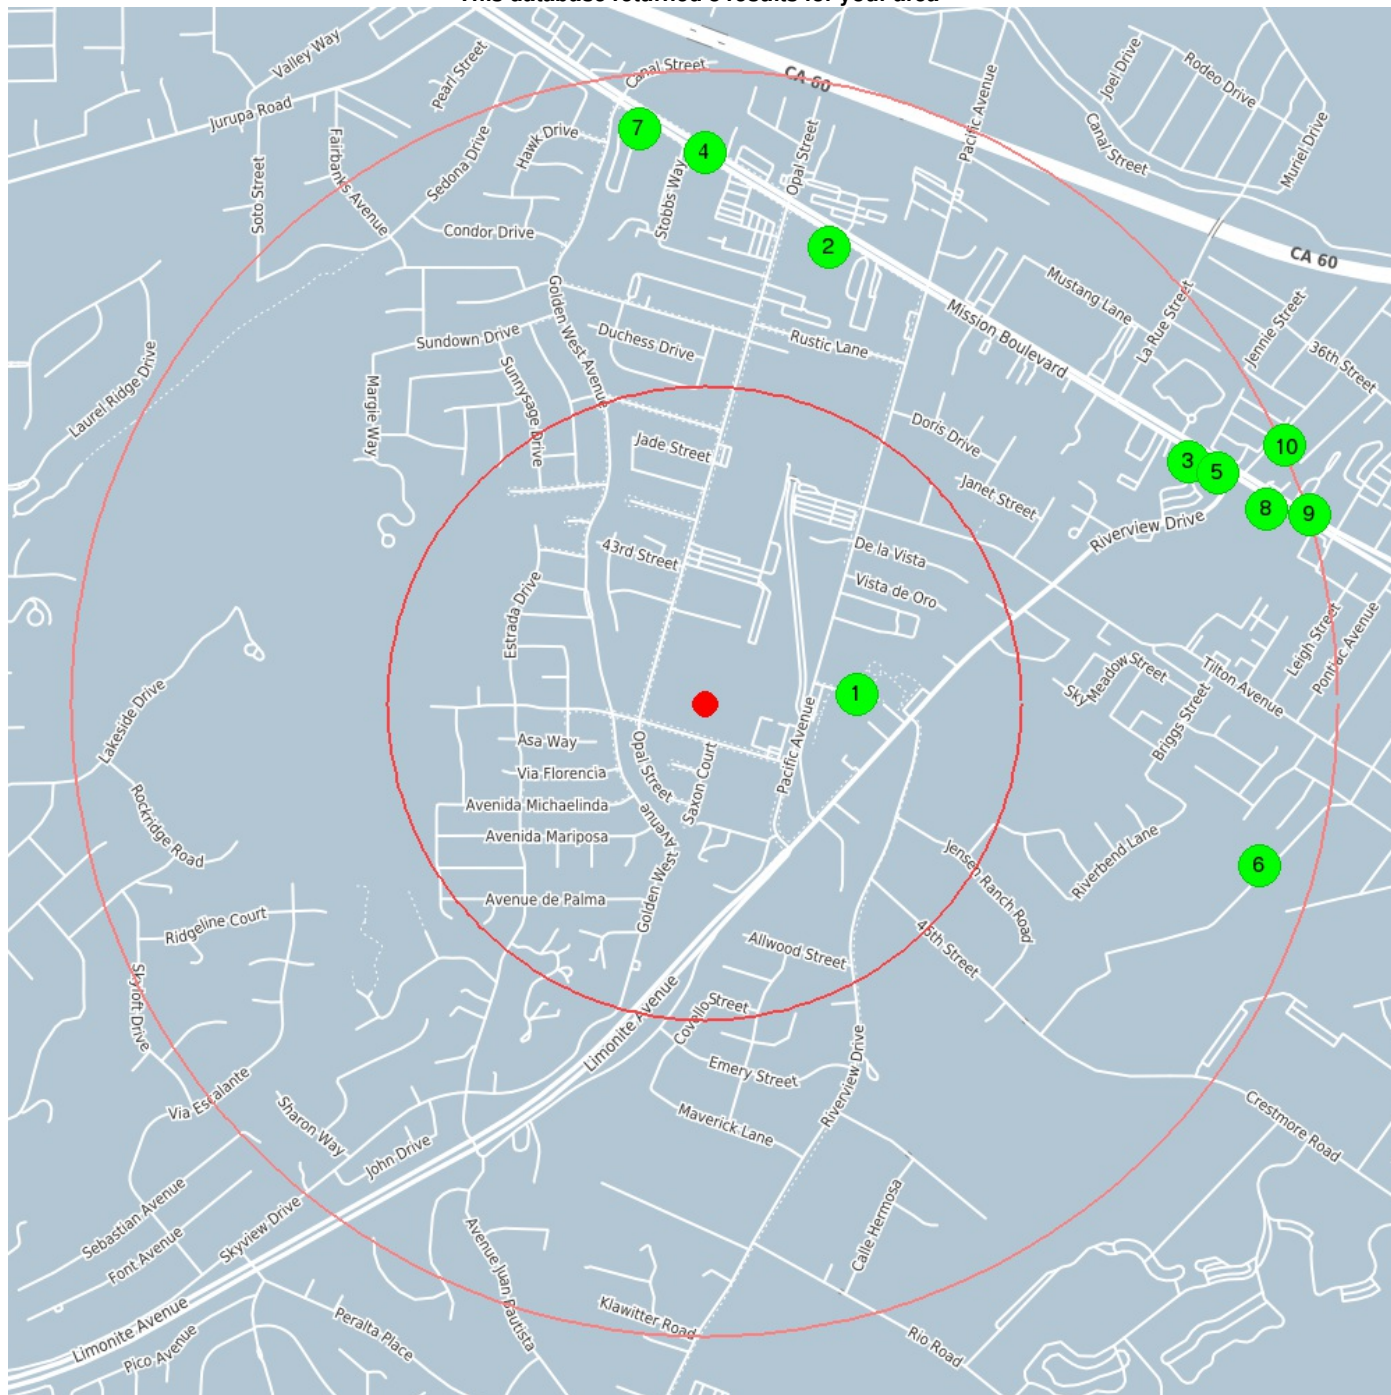 Valley Way
Pearl Street
Canal Street
CA 60
Joel Drive
Rodeo Drive
Jurupa Road
Pacific Avenue
Canal Street
Muriel Drive
7
4
Hawk Drive
Opal Street
Fairbanks Avenue
Sedona Drive
Soto Street
Stobbs Way
Condor Drive
2
CA 60
Mustang Lane
La Rue Street
Jennie Street
Golden West Avenue
Mission Boulevard
Sundown Drive
Duchess Drive
Rustic Lane
36th Street
Laurel Ridge Drive
Margie Way
Sunnysage Drive
Doris Drive
Jade Street
10
3
5
Janet Street
8
9
Riverview Drive
43rd Street
De la Vista
Vista de Oro
Estrada Drive
Leigh Street
Pontiac Avenue
Sky Meadow Street
Tilton Avenue
1
Briggs Street
Lakeside Drive
Asa Way
Opal Street
Saxon Court
Pacific Avenue
Via Florencia
Avenida Michaelinda
Rockridge Road
Avenida Mariposa
Golden West Avenue
Jensen Ranch Road
Riverbend Lane
6
Avenue de Palma
Ridgeline Court
46th Street
Allwood Street
Skyloft Drive
Limonite Avenue
Covello Street
Emery Street
Riverview Drive
Via Escalante
Sharon Way
Maverick Lane
Crestmore Road
John Drive
Sebastian Avenue
Font Avenue
Skyview Drive
Calle Hermosa
Avenue Juan Bautista
Limonite Avenue
Pico Avenue
Peralta Place
Klawitter Road
Rio Road